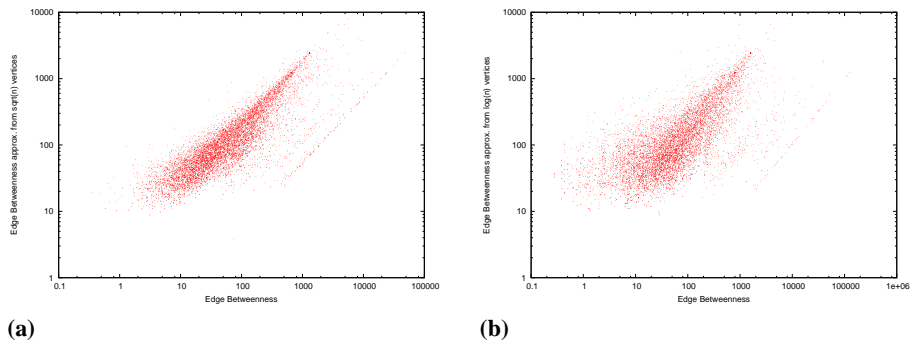 10000
1000
100
10
1
0.1 1 10 100 1000 10000 100000
Edge Betweenness approx. from sqrt(n) vertices
Edge Betweenness
(a)
10000
1000
100
10
1
0.1 1 10 100 1000 10000 100000 1e+06
Edge Betweenness approx. from log(n) vertices
Edge Betweenness
(b)